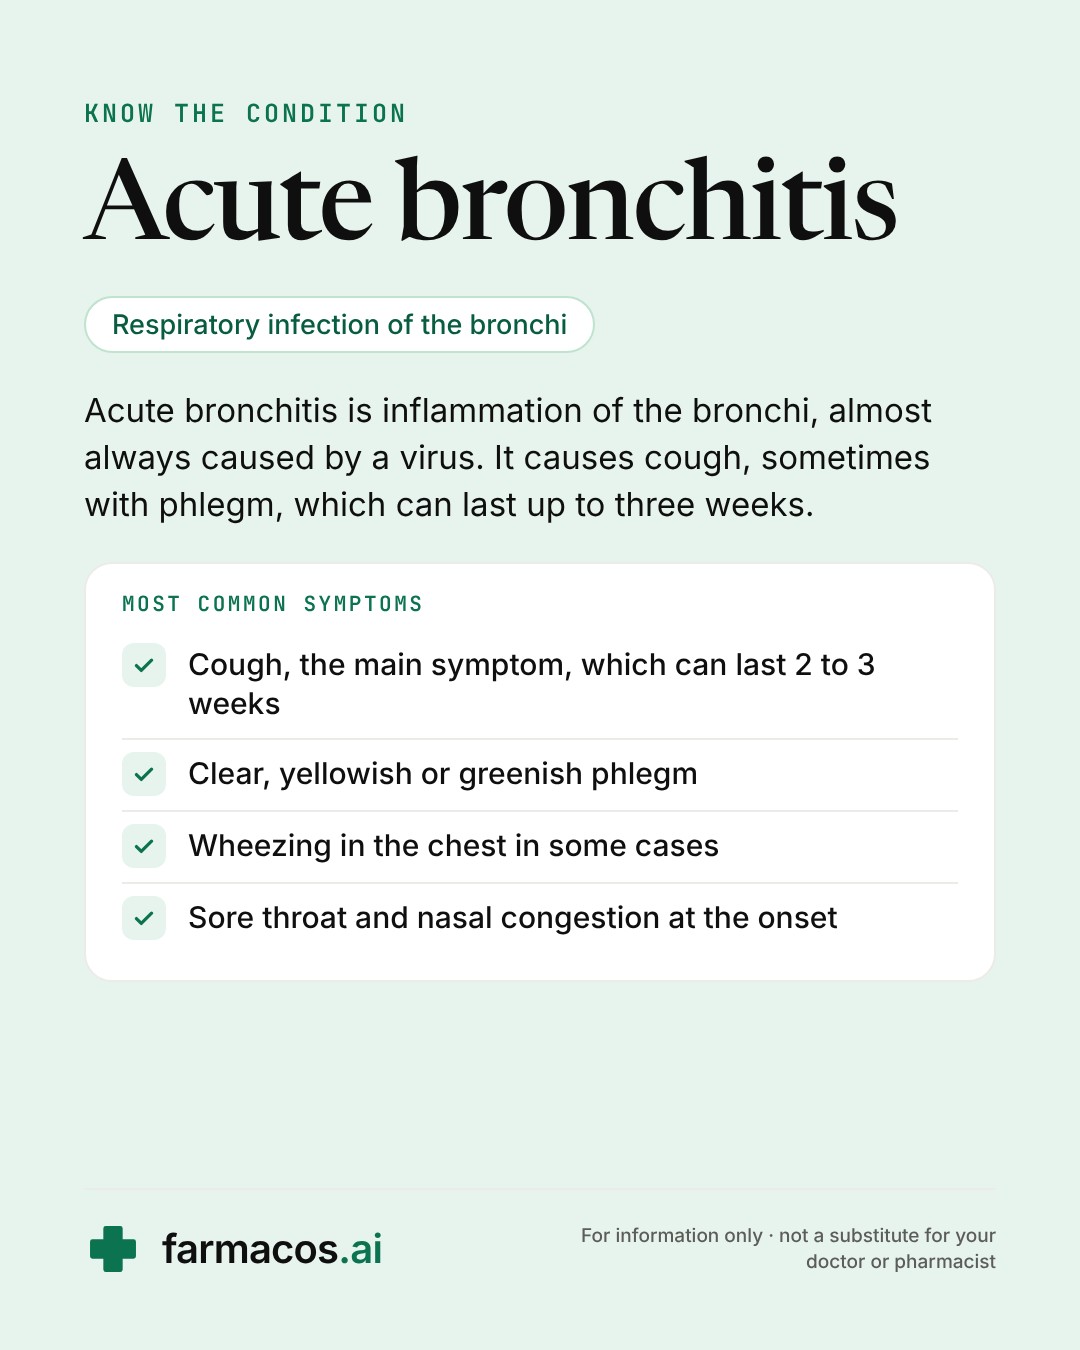 KNOW THE CONDITION
Acute bronchitis
Respiratory infection of the bronchi
Acute bronchitis is inflammation of the bronchi, almost
always caused by a virus. It causes cough, sometimes
with phlegm, which can last up to three weeks.
MOST COMMON SYMPTOMS
Cough, the main symptom, which can last 2 to 3
weeks
Clear, yellowish or greenish phlegm
Wheezing in the chest in some cases
Sore throat and nasal congestion at the onset
farmacos.ai
For information only · not a substitute for your
doctor or pharmacist